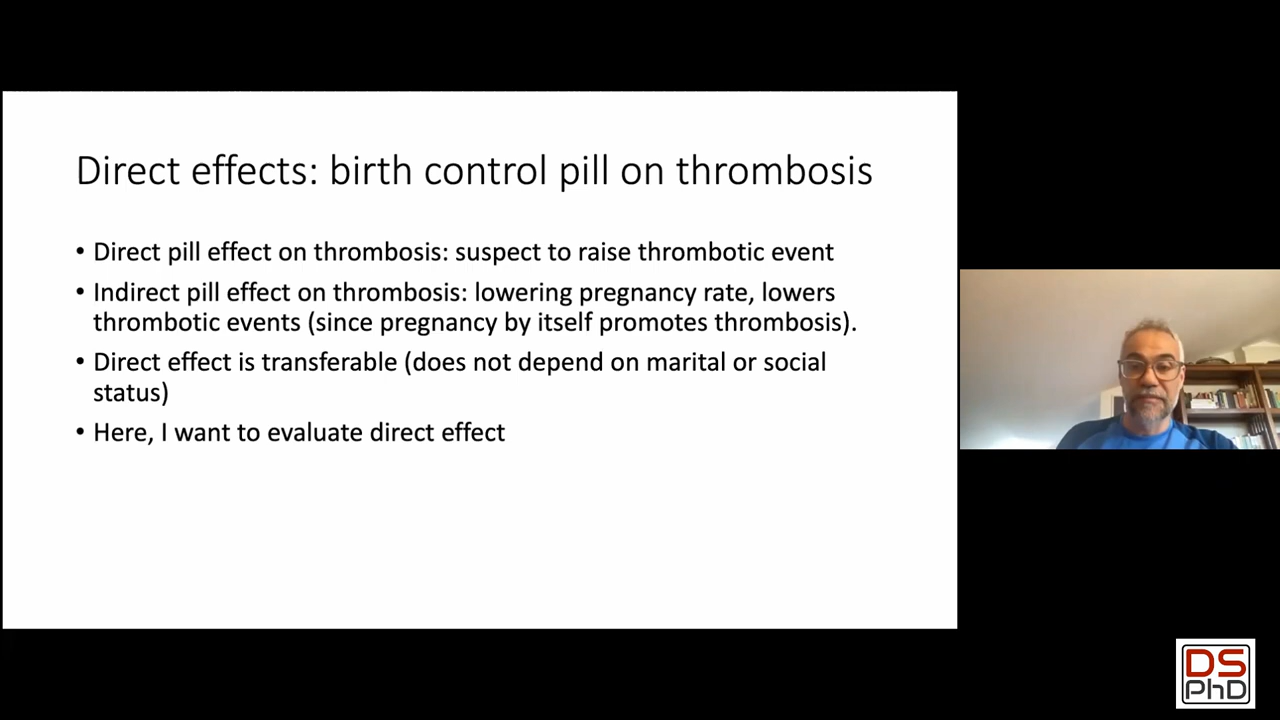 Direct effects: birth control pill on thrombosis
• Direct pill effect on thrombosis: suspect to raise thrombotic event
• Indirect pill effect on thrombosis: lowering pregnancy rate, lowers
thrombotic events (since pregnancy by itself promotes thrombosis).
• Direct effect is transferable (does not depend on marital or social
status)
• Here, I want to evaluate direct effect
DS
PhD